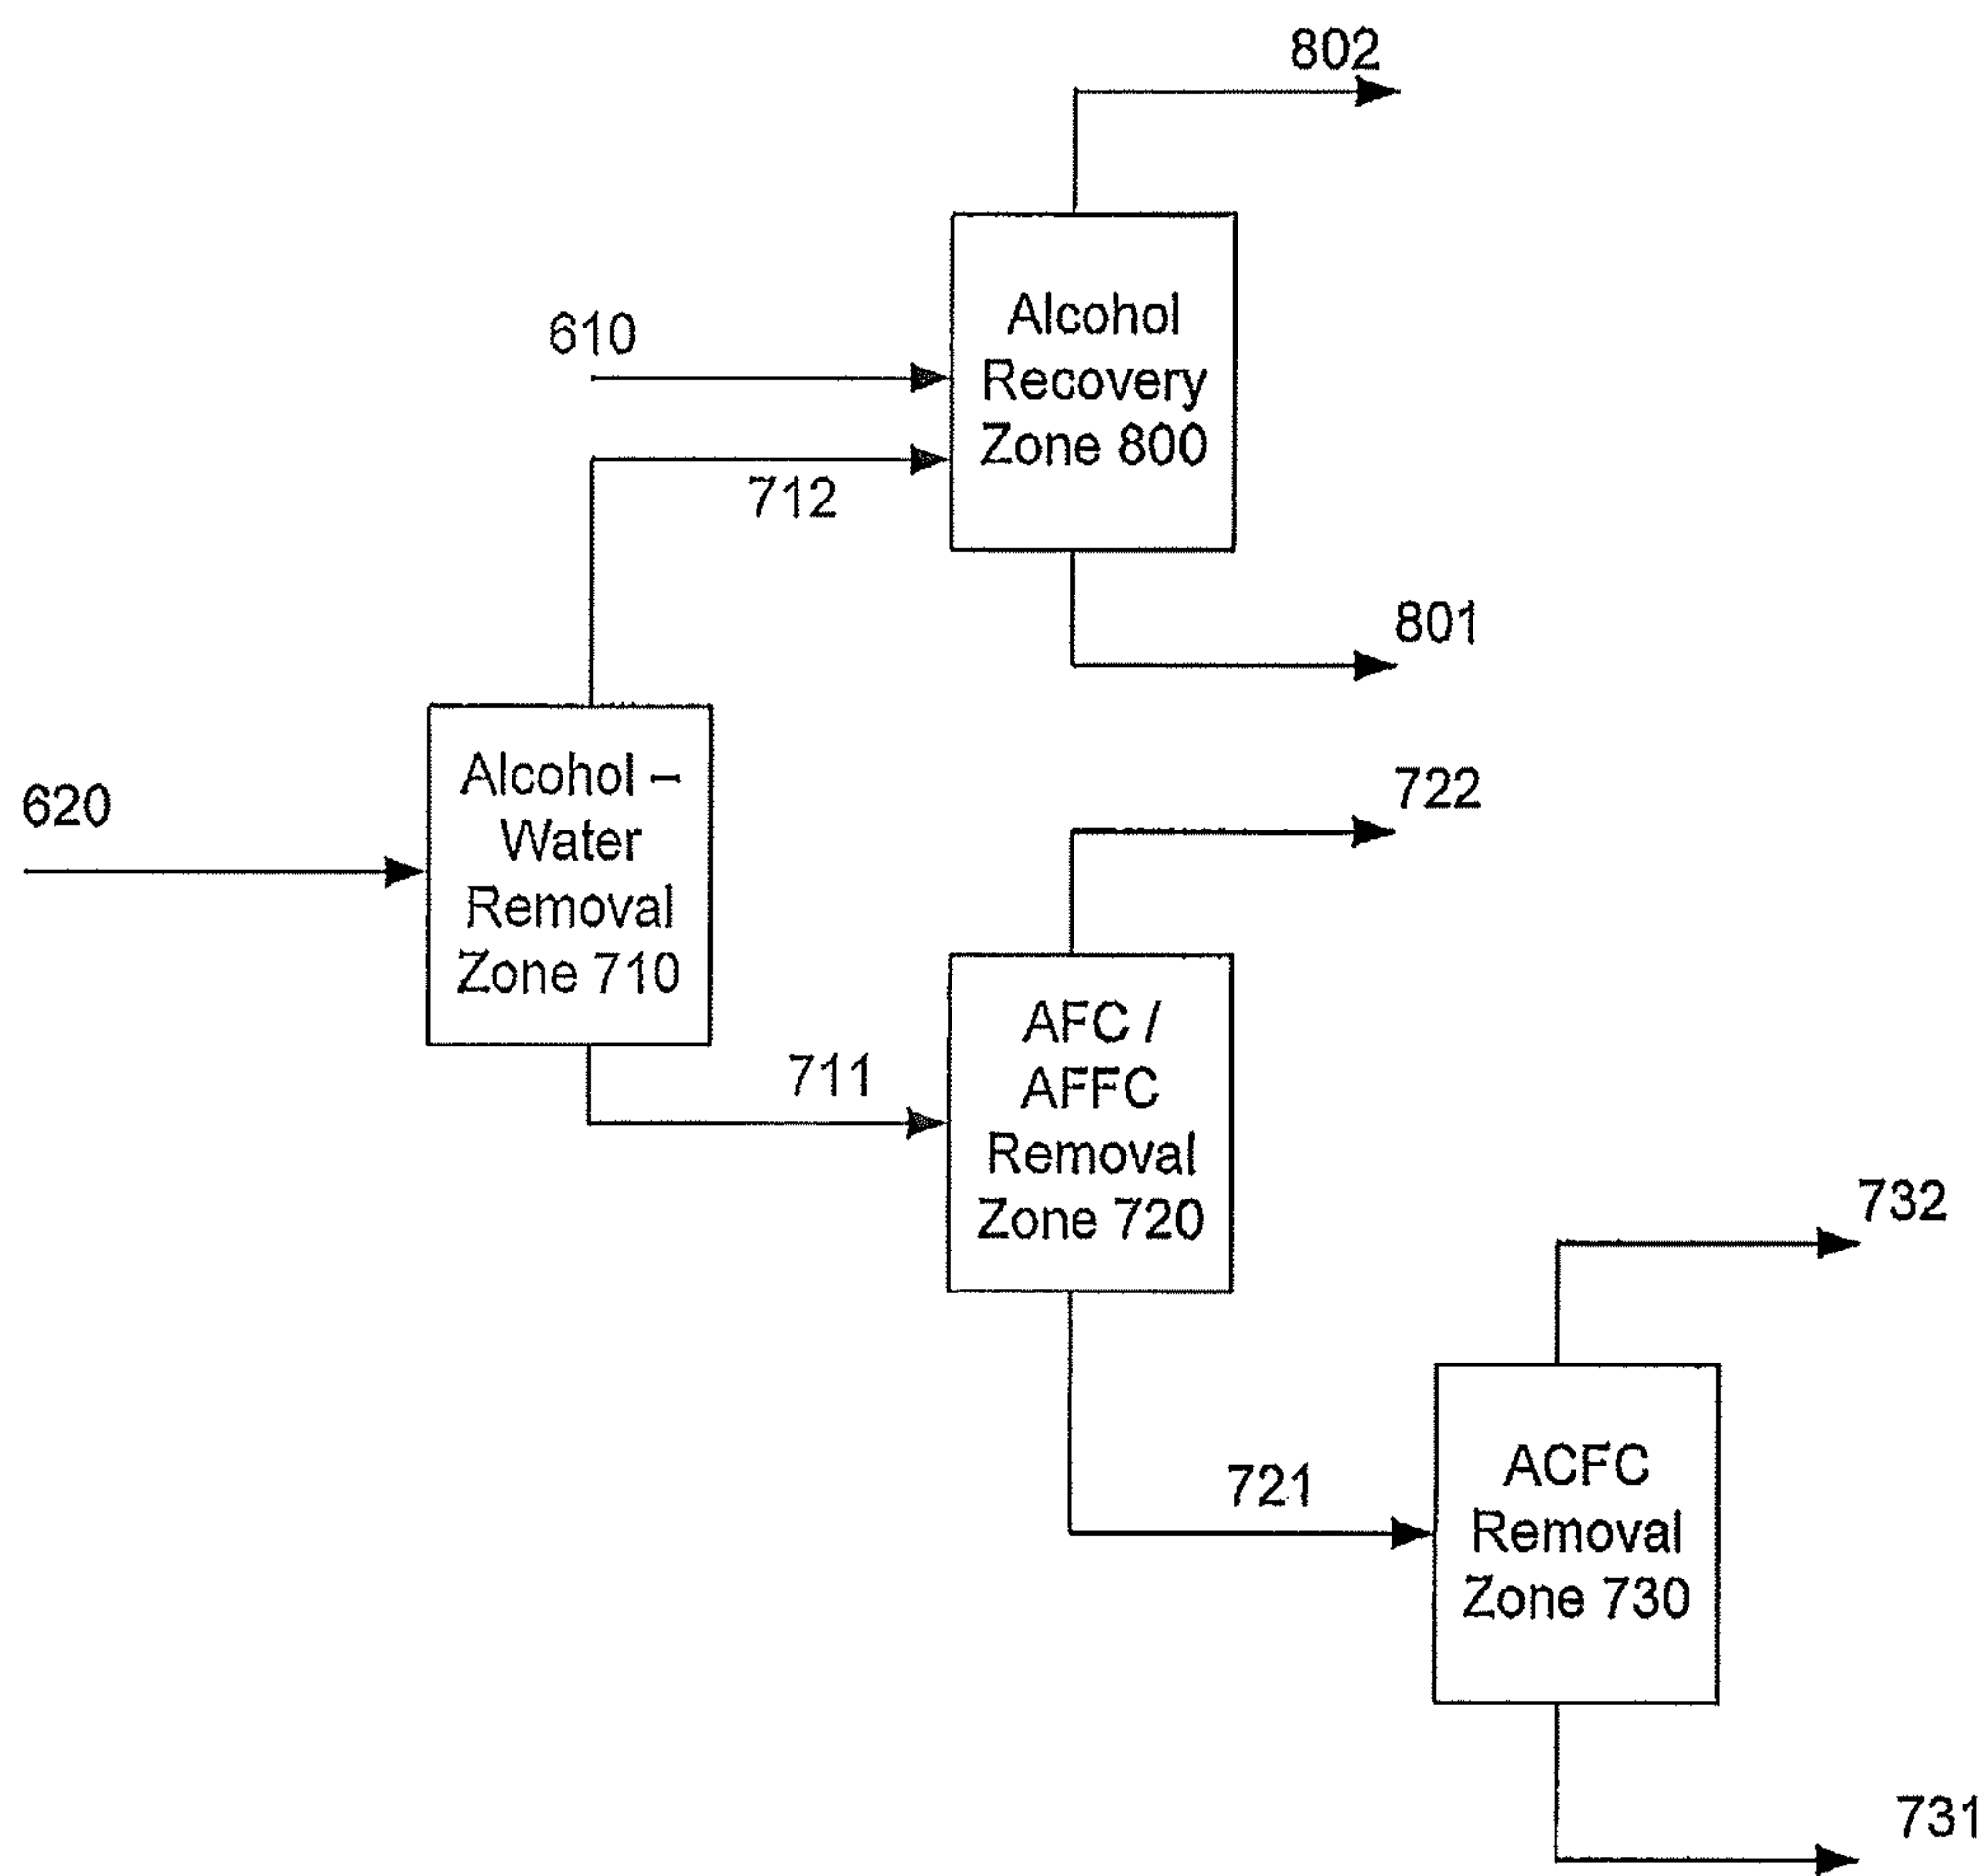 802
610
Alcohol
Recovery
Zone 800
712
801
620
Alcohol –
Water
Removal
Zone 710
722
711
AFC /
AFFC
Removal
Zone 720
732
721
ACFC
Removal
Zone 730
731